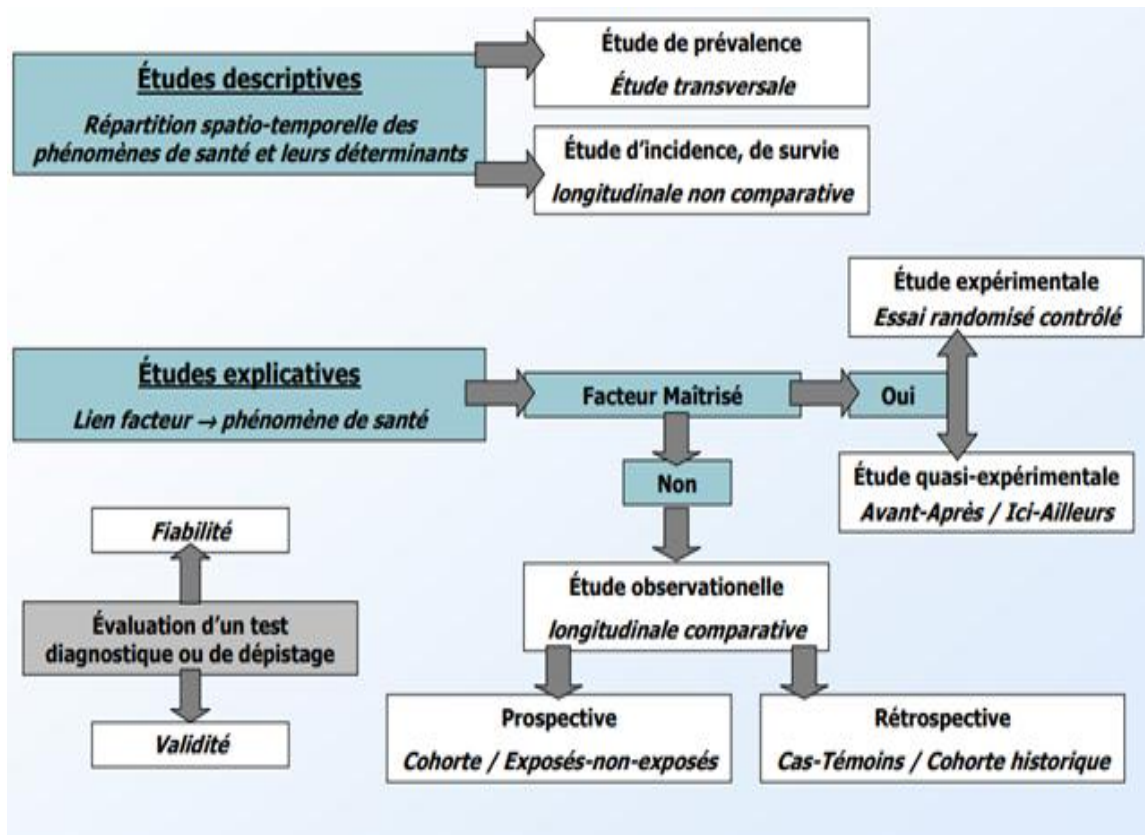 Études descriptives
Répartition spatio-temporelle des
phénomènes de santé et leurs déterminants
Étude de prévalence
Étude transversale
Étude d'incidence, de survie
longitudinale non comparative
Études explicatives
Lien facteur → phénomène de santé
Facteur Maîtrisé
Oui
Étude expérimentale
Essai randomisé contrôlé
Étude quasi-expérimentale
Avant-Après / Ici-Ailleurs
Non
Étude observationelle
longitudinale comparative
Prospective
Cohorte / Exposés-non-exposés
Rétrospective
Cas-Témoins / Cohorte historique
Fiabilité
Évaluation d'un test
diagnostique ou de dépistage
Validité